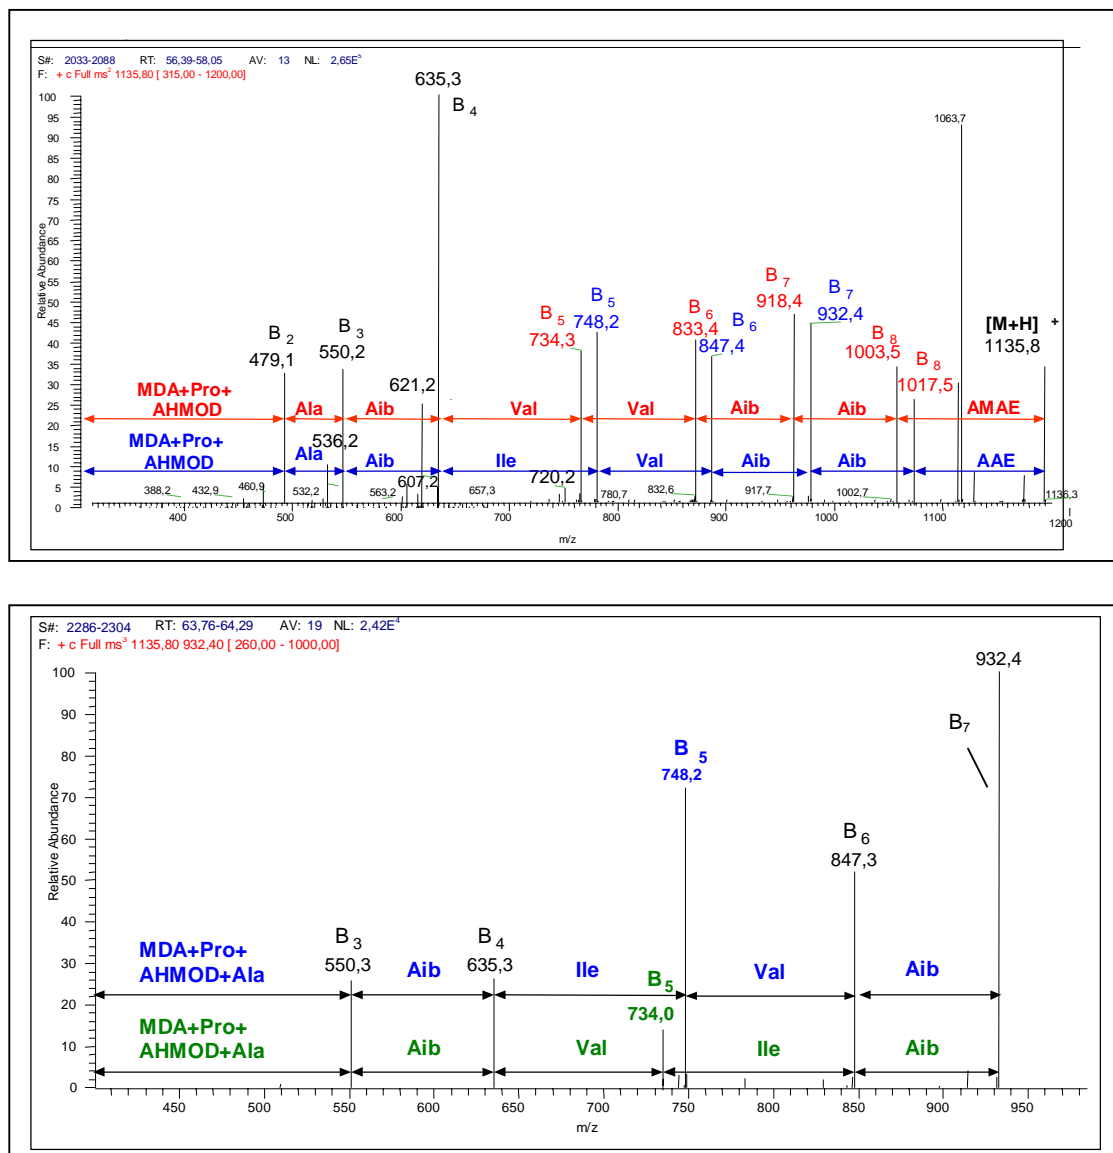 S#: 2033-2088 RT: 56,39-58,05 AV: 13 NL: 2,65E⁵
F: + c Full ms² 1135,80 [ 315,00 - 1200,00]
635,3
B 4
1063,7
B 7
918,4
B 7
932,4
B 5
748,2
B 5
734,3
B 6
833,4
B 6
847,4
[M+H] +
1135,8
B 2
479,1
B 3
550,2
B 8
1003,5
B 8
1017,5
621,2
MDA+Pro+
AHMOD
Ala
Aib
Val
Val
Aib
Aib
AMAE
MDA+Pro+
AHMOD
Ala
536,2
Aib
Ile
Val
Aib
Aib
AAE
388,2
432,9
460,9
532,2
563,2
607,2
657,3
720,2
780,7
832,6
917,7
1002,7
1136,3
100
95
90
85
80
75
70
65
60
55
50
45
40
35
30
25
20
15
10
5
0
Relative Abundance
400 500 600 700 800 900 1000 1100 1200
m/z
S#: 2286-2304 RT: 63,76-64,29 AV: 19 NL: 2,42E⁴
F: + c Full ms³ 1135,80 932,40 [ 260,00 - 1000,00]
932,4
B7
B 5
748,2
B 6
847,3
B 3
550,3
B 4
635,3
MDA+Pro+
AHMOD+Ala
Aib
Ile
Val
Aib
B 5
734,0
MDA+Pro+
AHMOD+Ala
Aib
Val
Ile
Aib
100
90
80
70
60
50
40
30
20
10
0
Relative Abundance
450 500 550 600 650 700 750 800 850 900 950
m/z